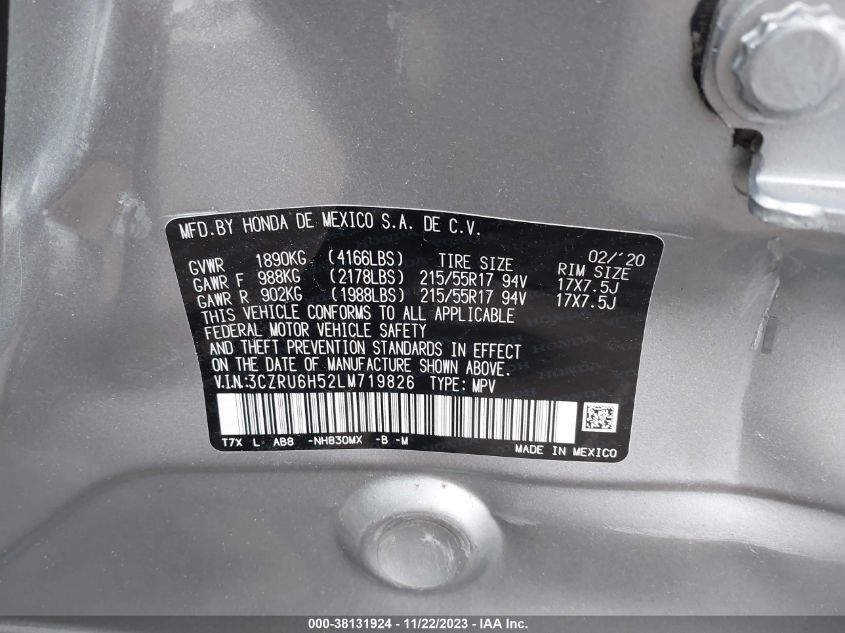 MFD.BY HONDA DE MEXICO S.A. DE C.V.
02/'20
GVWR 1890KG (4166LBS) TIRE SIZE RIM SIZE
GAWR F 988KG (2178LBS) 215/55R17 94V 17X7.5J
GAWR R 902KG (1988LBS) 215/55R17 94V 17X7.5J
THIS VEHICLE CONFORMS TO ALL APPLICABLE
FEDERAL MOTOR VEHICLE SAFETY
AND THEFT PREVENTION STANDARDS IN EFFECT
ON THE DATE OF MANUFACTURE SHOWN ABOVE.
V.I.N.:3CZRU6H52LM719826 TYPE: MPV
T7X L AB8 -NH830MX -B -M
MADE IN MEXICO
000-38131924 - 11/22/2023 - IAA Inc.